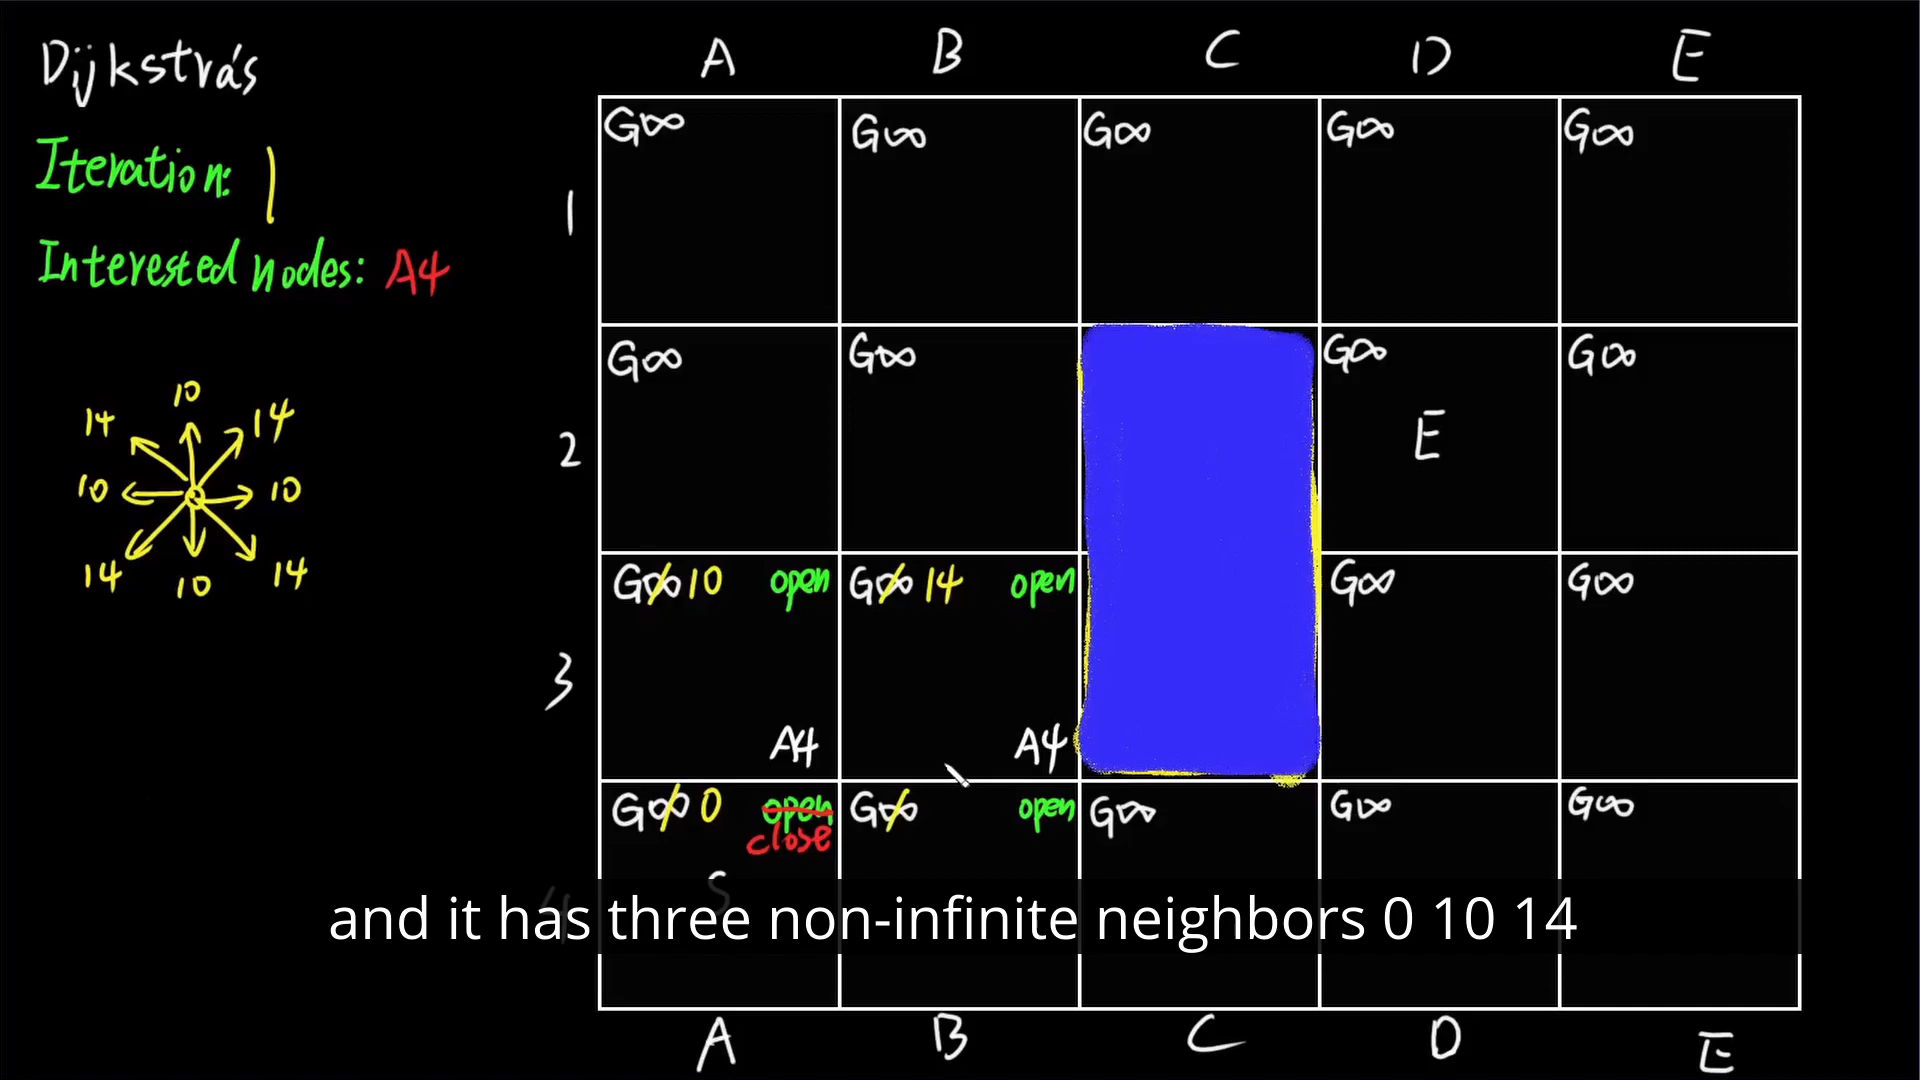 Dijkstra's
Iteration: 1
Interested nodes: A4
10
14 14
10 10
14 10 14
A B C D E
1 G∞ G∞ G∞ G∞ G∞
2 G∞ G∞ G∞ E G∞
3 G∞ 10 open A4 G∞ 14 open A4 G∞ G∞
G∞ 0 open close S G∞ open G∞ G∞ G∞
and it has three non-infinite neighbors 0 10 14
A B C D E